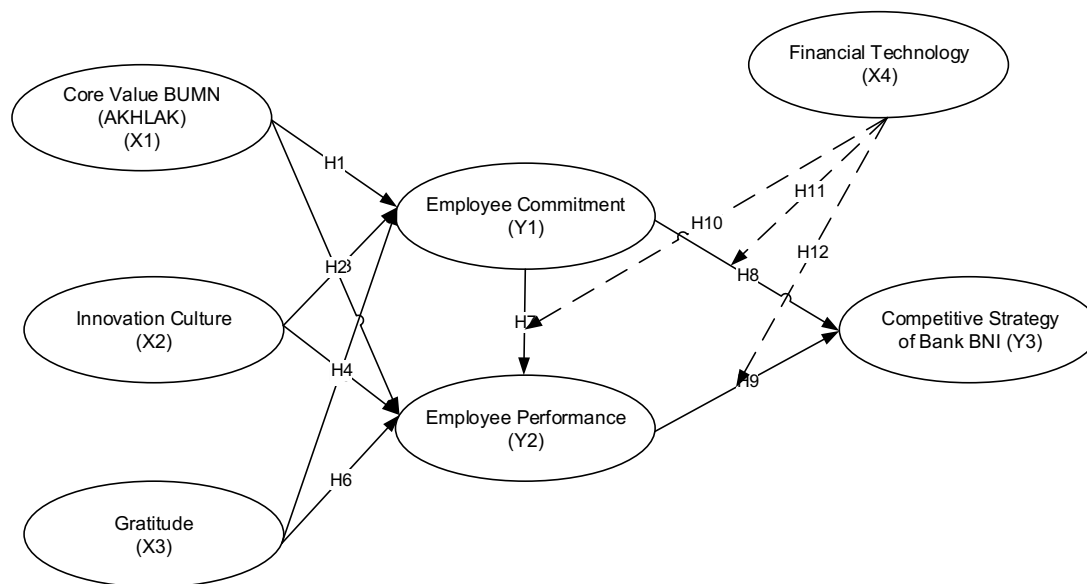 Financial Technology
(X4)
Core Value BUMN
(AKHLAK)
(X1)
H1
H11
Employee Commitment
(Y1)
H10
H12
H2
H8
Innovation Culture
(X2)
H7
Competitive Strategy
of Bank BNI (Y3)
H4
H9
Employee Performance
(Y2)
H6
Gratitude
(X3)